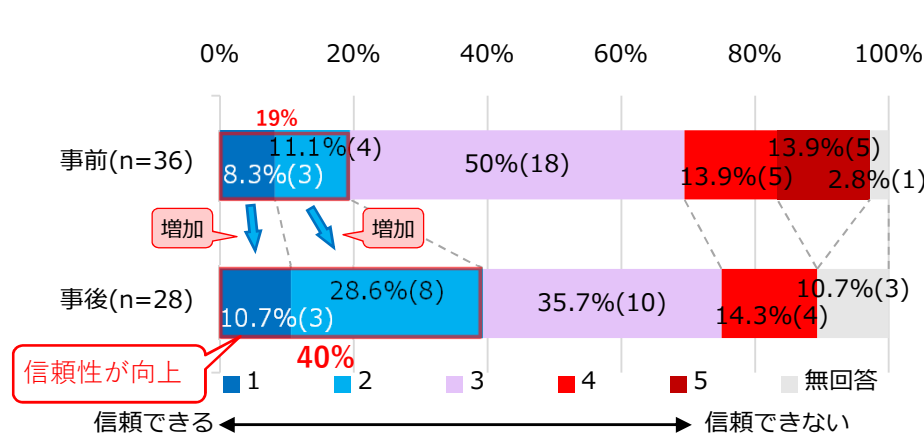 0% 20% 40% 60% 80% 100%
19%
事前(n=36) 8.3%(3) 11.1%(4) 50%(18) 13.9%(5) 13.9%(5) 2.8%(1)
増加 増加
事後(n=28) 10.7%(3) 28.6%(8) 35.7%(10) 14.3%(4) 10.7%(3)
40%
信頼性が向上
1 2 3 4 5 無回答
信頼できる 信頼できない